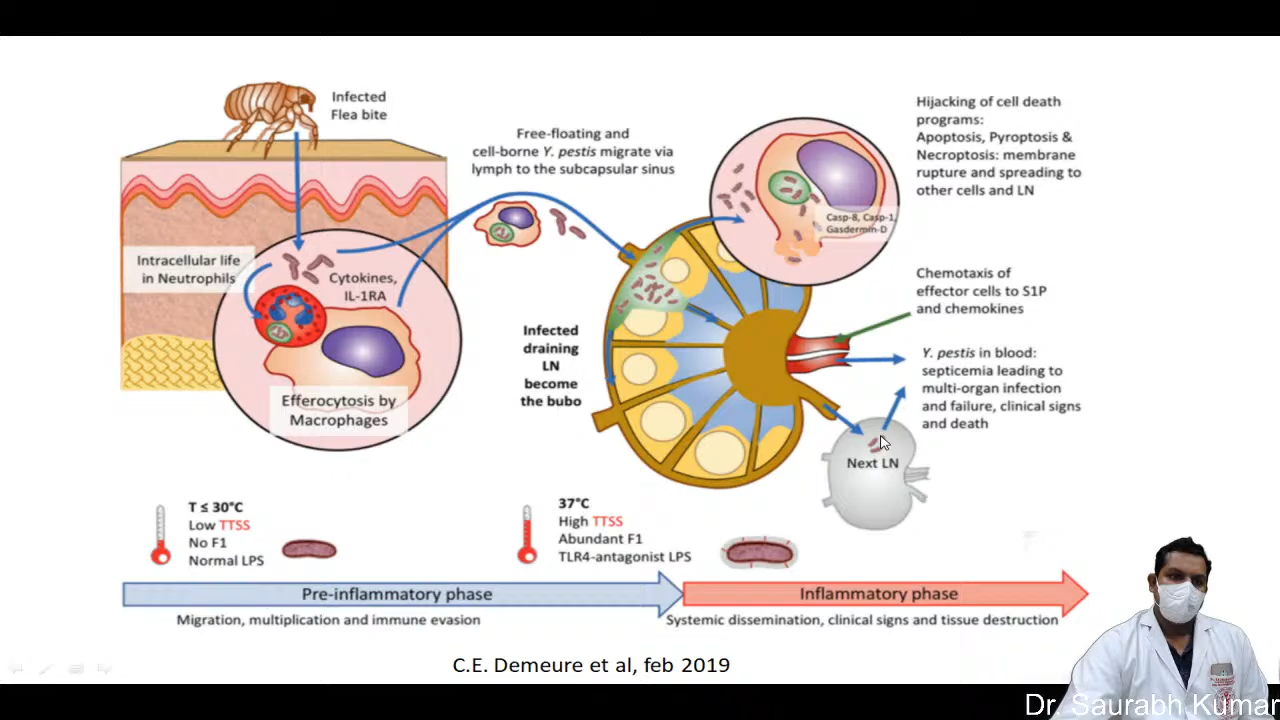 Infected
Flea bite
Free-floating and
cell-borne Y. pestis migrate via
lymph to the subcapsular sinus
Hijacking of cell death
programs:
Apoptosis, Pyroptosis &
Necroptosis: membrane
rupture and spreading to
other cells and LN
Casp-8, Casp-1,
Gasdermin-D
Intracellular life
in Neutrophils
Cytokines,
IL-1RA
Efferocytosis by
Macrophages
Infected
draining
LN
become
the bubo
Chemotaxis of
effector cells to S1P
and chemokines
Y. pestis in blood:
septicemia leading to
multi-organ infection
and failure, clinical signs
and death
Next LN
T ≤ 30°C
Low TTSS
No F1
Normal LPS
37°C
High TTSS
Abundant F1
TLR4-antagonist LPS
Pre-inflammatory phase
Inflammatory phase
Migration, multiplication and immune evasion
Systemic dissemination, clinical signs and tissue destruction
C.E. Demeure et al, feb 2019
Dr. Saurabh Kumar